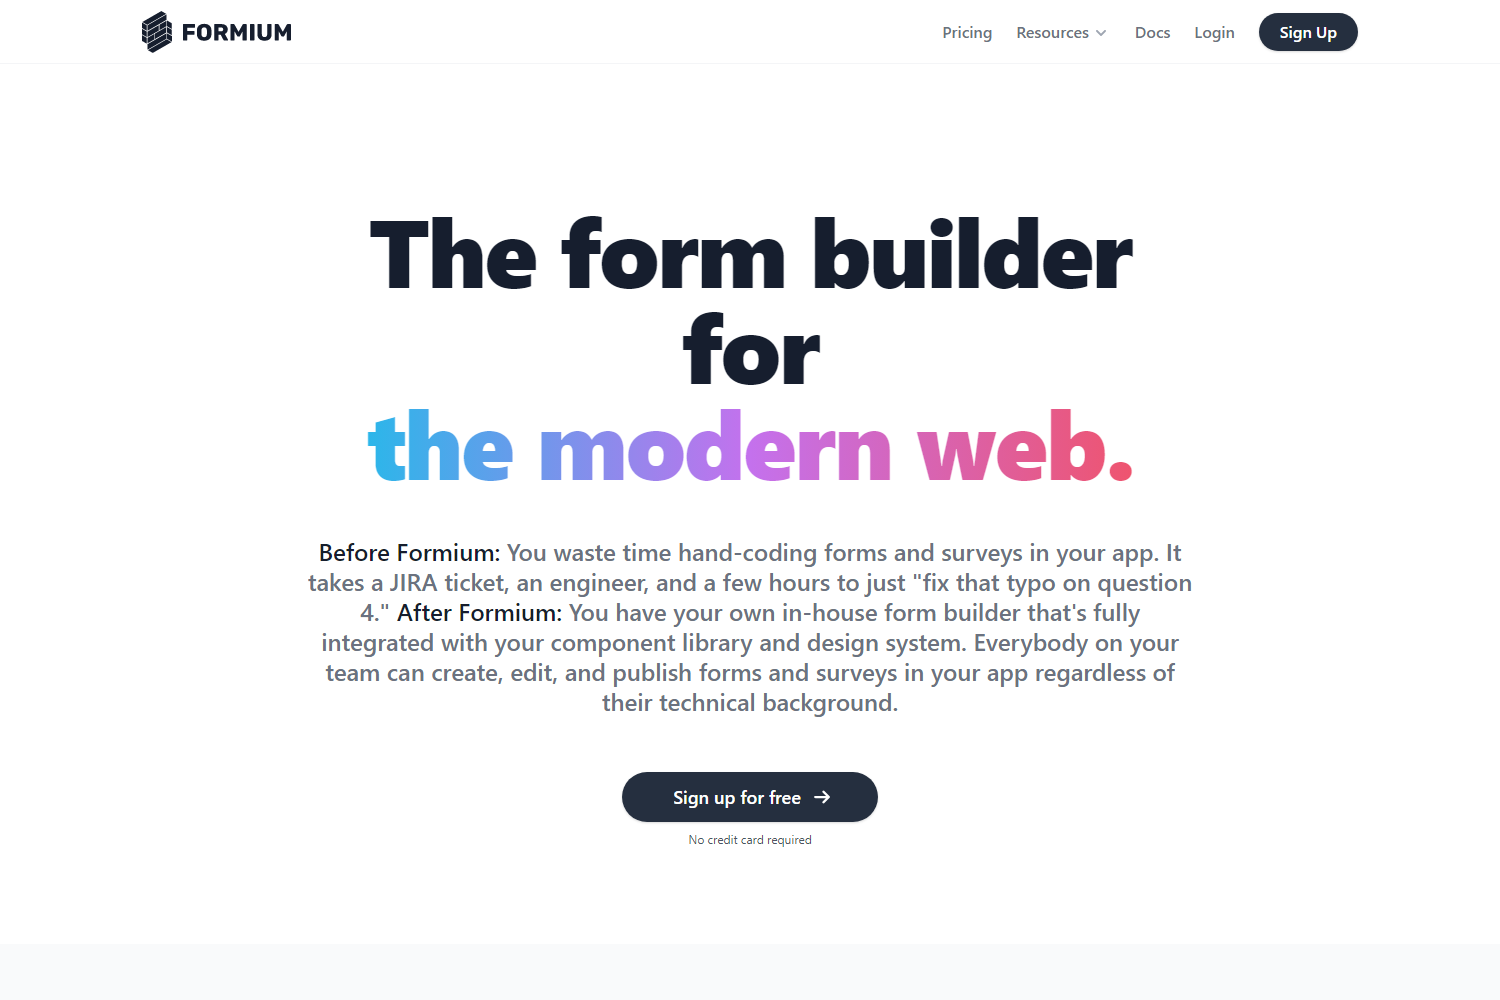 FORMIUM
Pricing
Resources
Docs
Login
Sign Up
The form builder
for
the modern web.
Before Formium: You waste time hand-coding forms and surveys in your app. It
takes a JIRA ticket, an engineer, and a few hours to just "fix that typo on question
4." After Formium: You have your own in-house form builder that's fully
integrated with your component library and design system. Everybody on your
team can create, edit, and publish forms and surveys in your app regardless of
their technical background.
Sign up for free
No credit card required